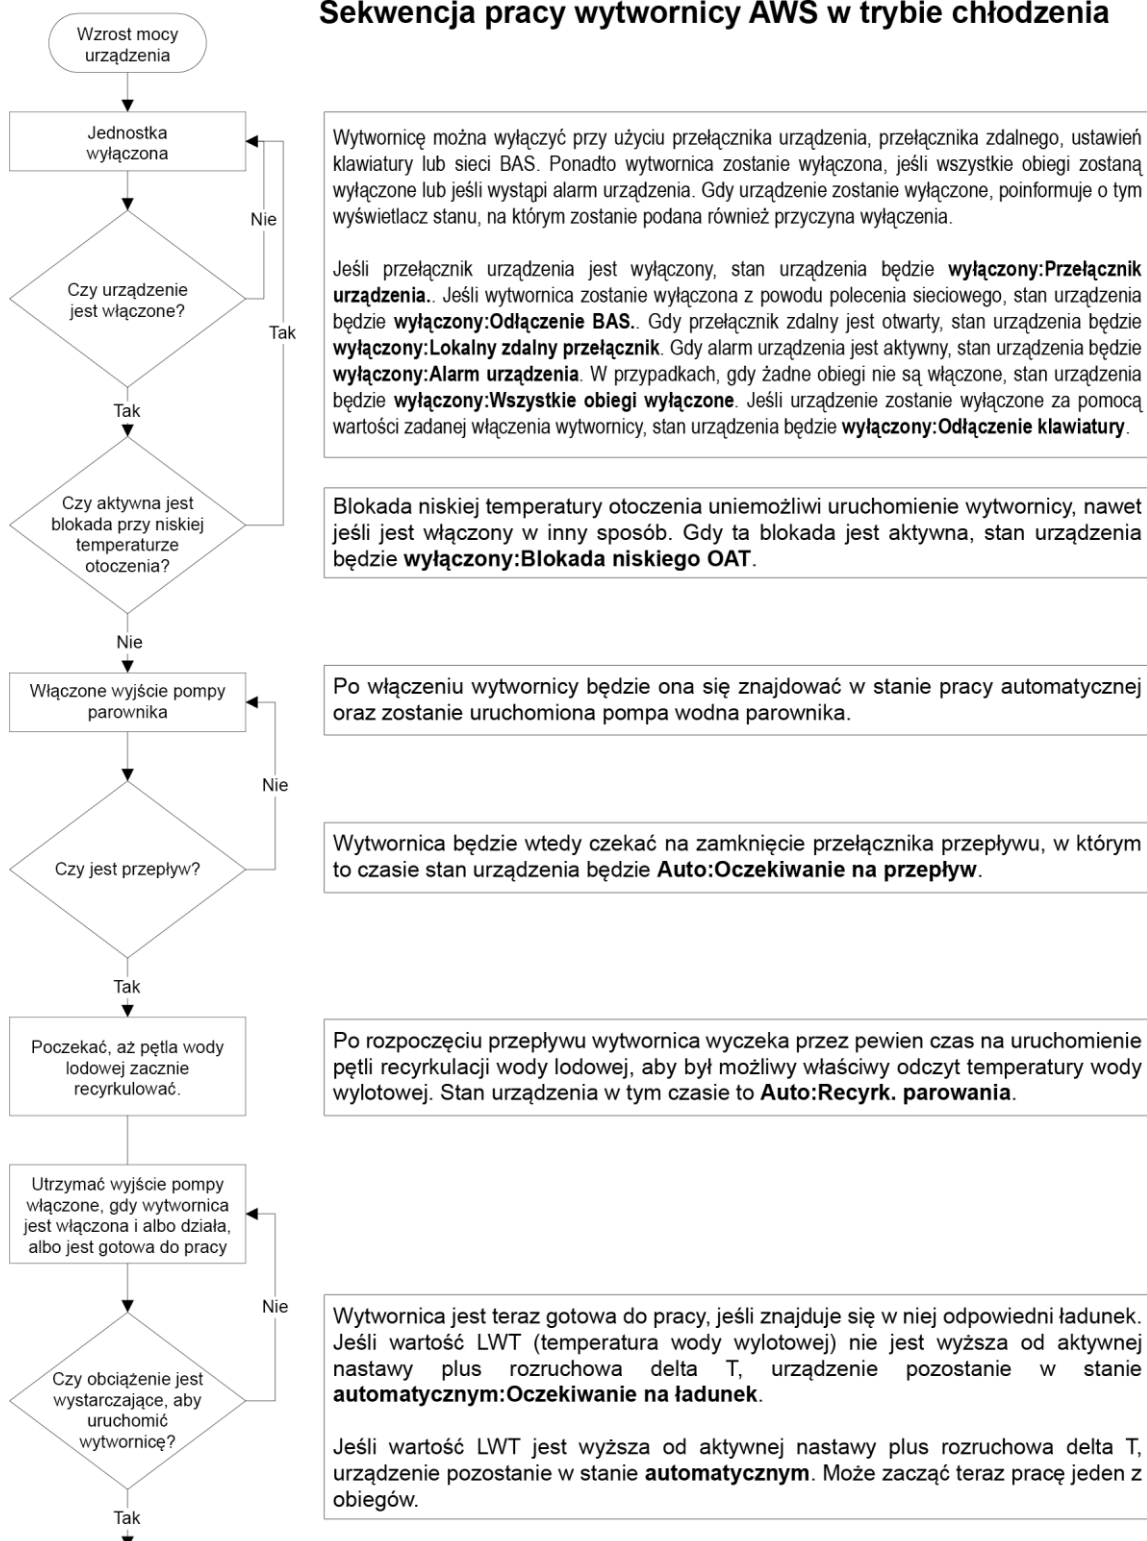 Sekwencja pracy wytwornicy AWS w trybie chłodzenia
Wzrost mocy
urządzenia
Jednostka
wyłączona
Wytwornicę można wyłączyć przy użyciu przełącznika urządzenia, przełącznika zdalnego, ustawień
klawiatury lub sieci BAS. Ponadto wytwornica zostanie wyłączona, jeśli wszystkie obiegi zostaną
wyłączone lub jeśli wystąpi alarm urządzenia. Gdy urządzenie zostanie wyłączone, poinformuje o tym
wyświetlacz stanu, na którym zostanie podana również przyczyna wyłączenia.
Nie
Czy urządzenie
jest włączone?
Tak
Jeśli przełącznik urządzenia jest wyłączony, stan urządzenia będzie wyłączony:Przełącznik
urządzenia.. Jeśli wytwornica zostanie wyłączona z powodu polecenia sieciowego, stan urządzenia
będzie wyłączony:Odłączenie BAS.. Gdy przełącznik zdalny jest otwarty, stan urządzenia będzie
wyłączony:Lokalny zdalny przełącznik. Gdy alarm urządzenia jest aktywny, stan urządzenia będzie
wyłączony:Alarm urządzenia. W przypadkach, gdy żadne obiegi nie są włączone, stan urządzenia
będzie wyłączony:Wszystkie obiegi wyłączone. Jeśli urządzenie zostanie wyłączone za pomocą
wartości zadanej włączenia wytwornicy, stan urządzenia będzie wyłączony:Odłączenie klawiatury.
Tak
Czy aktywna jest
blokada przy niskiej
temperaturze
otoczenia?
Blokada niskiej temperatury otoczenia uniemożliwi uruchomienie wytwornicy, nawet
jeśli jest włączony w inny sposób. Gdy ta blokada jest aktywna, stan urządzenia
będzie wyłączony:Blokada niskiego OAT.
Nie
Włączone wyjście pompy
parownika
Po włączeniu wytwornicy będzie ona się znajdować w stanie pracy automatycznej
oraz zostanie uruchomiona pompa wodna parownika.
Nie
Czy jest przepływ?
Wytwornica będzie wtedy czekać na zamknięcie przełącznika przepływu, w którym
to czasie stan urządzenia będzie Auto:Oczekiwanie na przepływ.
Tak
Poczekać, aż pętla wody
lodowej zacznie
recyrkulować.
Po rozpoczęciu przepływu wytwornica wyczeka przez pewien czas na uruchomienie
pętli recyrkulacji wody lodowej, aby był możliwy właściwy odczyt temperatury wody
wylotowej. Stan urządzenia w tym czasie to Auto:Recyrk. parowania.
Utrzymać wyjście pompy
włączone, gdy wytwornica
jest włączona i albo działa,
albo jest gotowa do pracy
Nie
Czy obciążenie jest
wystarczające, aby
uruchomić
wytwornicę?
Wytwornica jest teraz gotowa do pracy, jeśli znajduje się w niej odpowiedni ładunek.
Jeśli wartość LWT (temperatura wody wylotowej) nie jest wyższa od aktywnej
nastawy plus rozruchowa delta T, urządzenie pozostanie w stanie
automatycznym:Oczekiwanie na ładunek.
Jeśli wartość LWT jest wyższa od aktywnej nastawy plus rozruchowa delta T,
urządzenie pozostanie w stanie automatycznym. Może zacząć teraz pracę jeden z
obiegów.
Tak